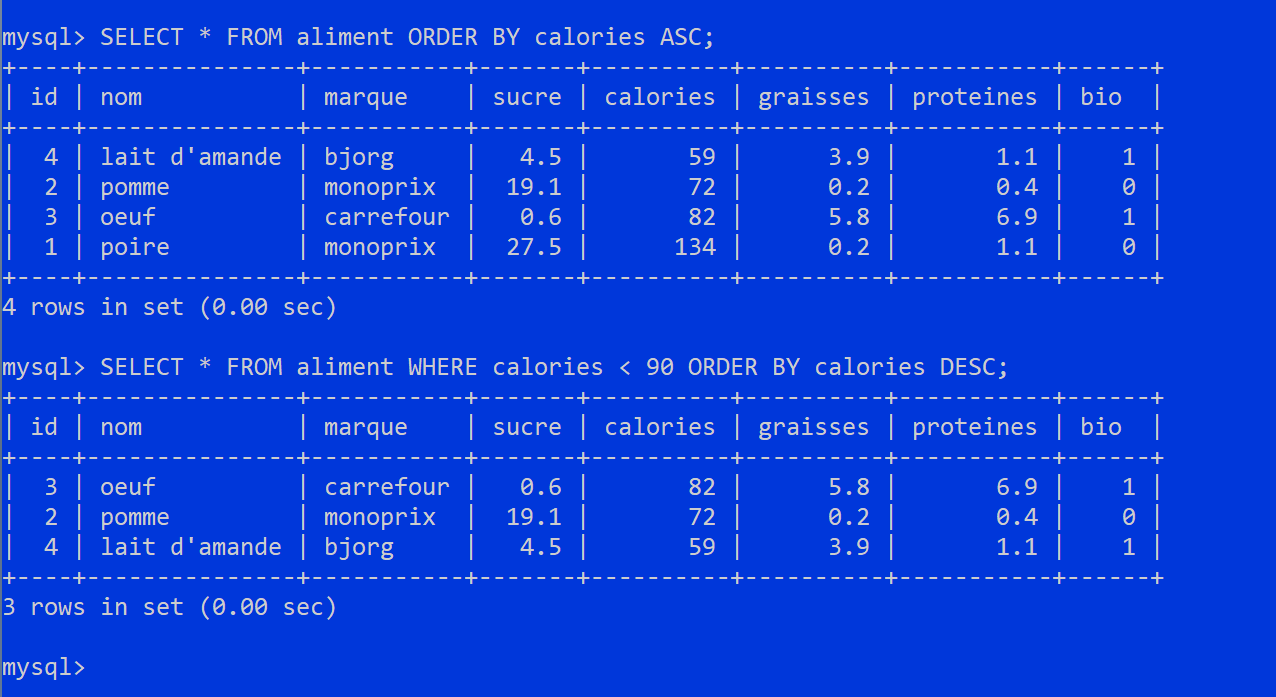 mysql> SELECT * FROM aliment ORDER BY calories ASC;
+----+---------------+-----------+-------+----------+----------+-----------+------+
| id | nom           | marque    | sucre | calories | graisses | proteines | bio  |
+----+---------------+-----------+-------+----------+----------+-----------+------+
|  4 | lait d'amande | bjorg     |   4.5 |       59 |      3.9 |       1.1 |    1 |
|  2 | pomme         | monoprix  |  19.1 |       72 |      0.2 |       0.4 |    0 |
|  3 | oeuf          | carrefour |   0.6 |       82 |      5.8 |       6.9 |    1 |
|  1 | poire         | monoprix  |  27.5 |      134 |      0.2 |       1.1 |    0 |
+----+---------------+-----------+-------+----------+----------+-----------+------+
4 rows in set (0.00 sec)
mysql> SELECT * FROM aliment WHERE calories < 90 ORDER BY calories DESC;
+----+---------------+-----------+-------+----------+----------+-----------+------+
| id | nom           | marque    | sucre | calories | graisses | proteines | bio  |
+----+---------------+-----------+-------+----------+----------+-----------+------+
|  3 | oeuf          | carrefour |   0.6 |       82 |      5.8 |       6.9 |    1 |
|  2 | pomme         | monoprix  |  19.1 |       72 |      0.2 |       0.4 |    0 |
|  4 | lait d'amande | bjorg     |   4.5 |       59 |      3.9 |       1.1 |    1 |
+----+---------------+-----------+-------+----------+----------+-----------+------+
3 rows in set (0.00 sec)
mysql>